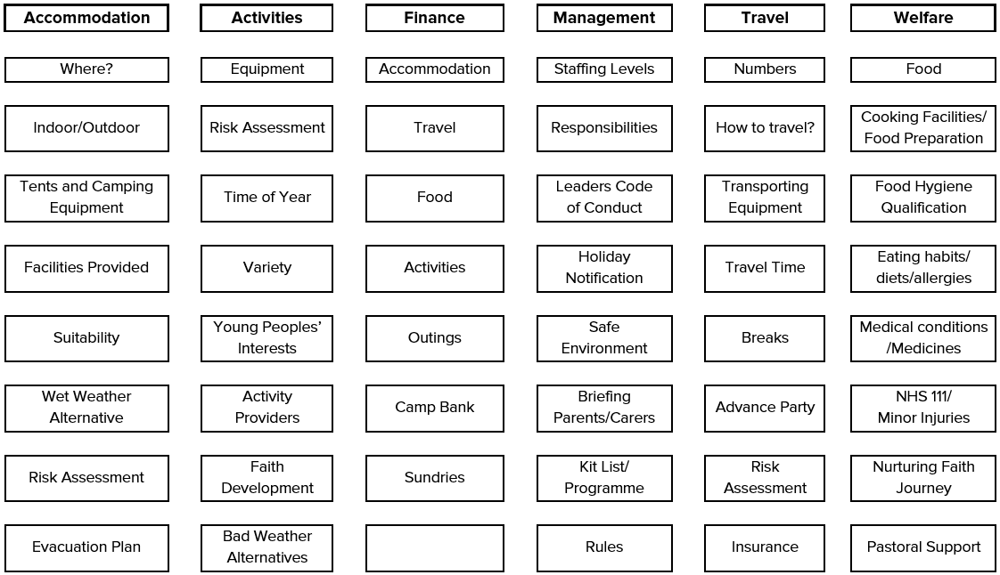 Accommodation
Where?
Indoor/Outdoor
Tents and Camping
Equipment
Facilities Provided
Suitability
Wet Weather
Alternative
Risk Assessment
Evacuation Plan
Activities
Equipment
Risk Assessment
Time of Year
Variety
Young Peoples’
Interests
Activity
Providers
Faith
Development
Bad Weather
Alternatives
Finance
Accommodation
Travel
Food
Activities
Outings
Camp Bank
Sundries
Management
Staffing Levels
Responsibilities
Leaders Code
of Conduct
Holiday
Notification
Safe
Environment
Briefing
Parents/Carers
Kit List/
Programme
Rules
Travel
Numbers
How to travel?
Transporting
Equipment
Travel Time
Breaks
Advance Party
Risk
Assessment
Insurance
Welfare
Food
Cooking Facilities/
Food Preparation
Food Hygiene
Qualification
Eating habits/
diets/allergies
Medical conditions
/Medicines
NHS 111/
Minor Injuries
Nurturing Faith
Journey
Pastoral Support